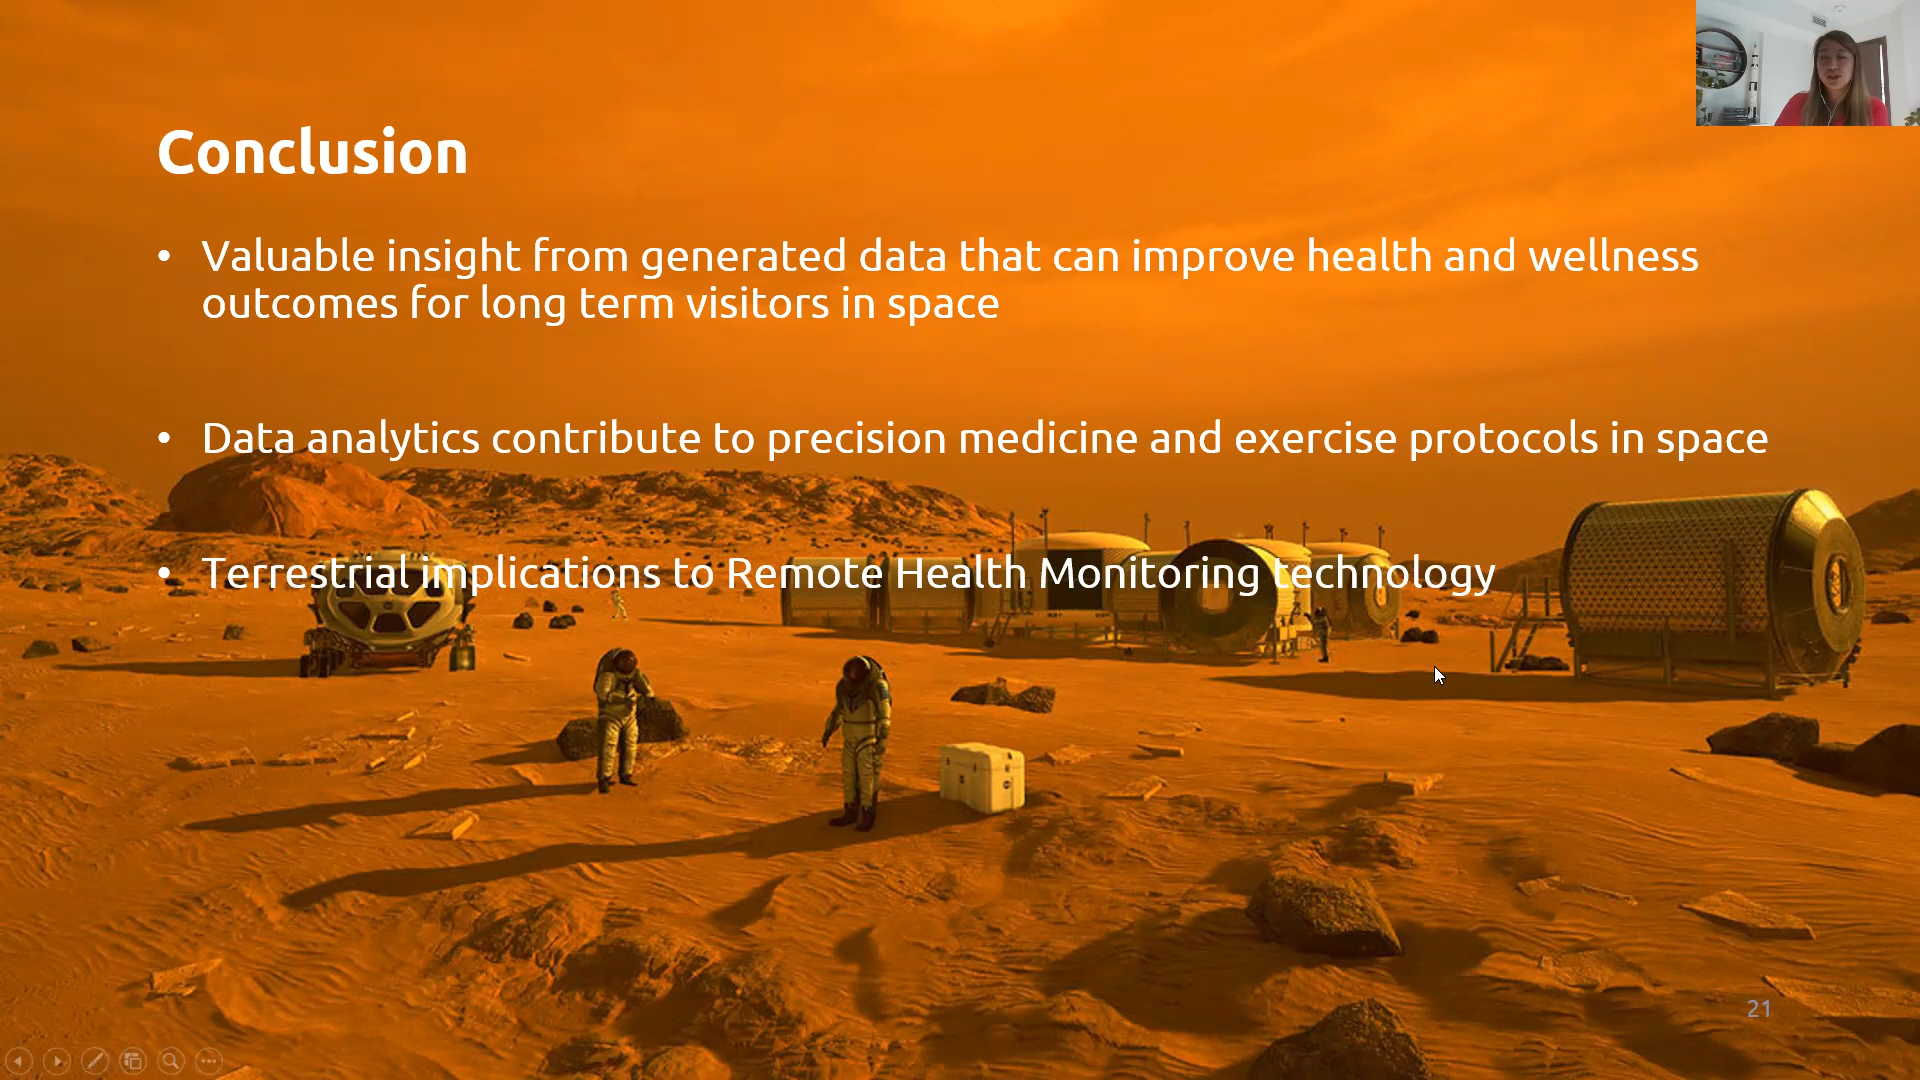 Conclusion
• Valuable insight from generated data that can improve health and wellness
outcomes for long term visitors in space
• Data analytics contribute to precision medicine and exercise protocols in space
• Terrestrial implications to Remote Health Monitoring technology
21